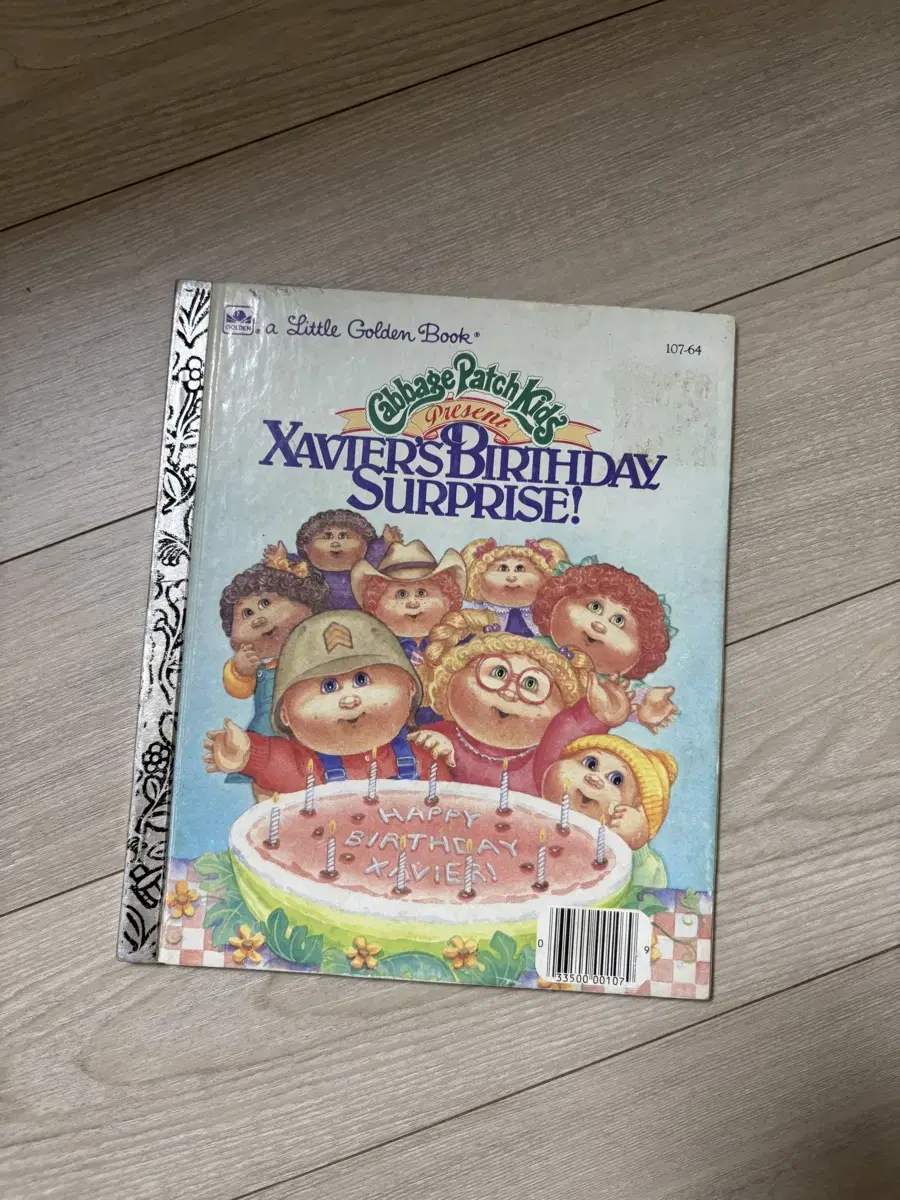 GOLDEN
a Little Golden Book®
107-64
Cabbage Patch Kids
Present
XAVIER'S BIRTHDAY
SURPRISE!
HAPPY
BIRTHDAY
XAVIER!
0 33500 00107 9